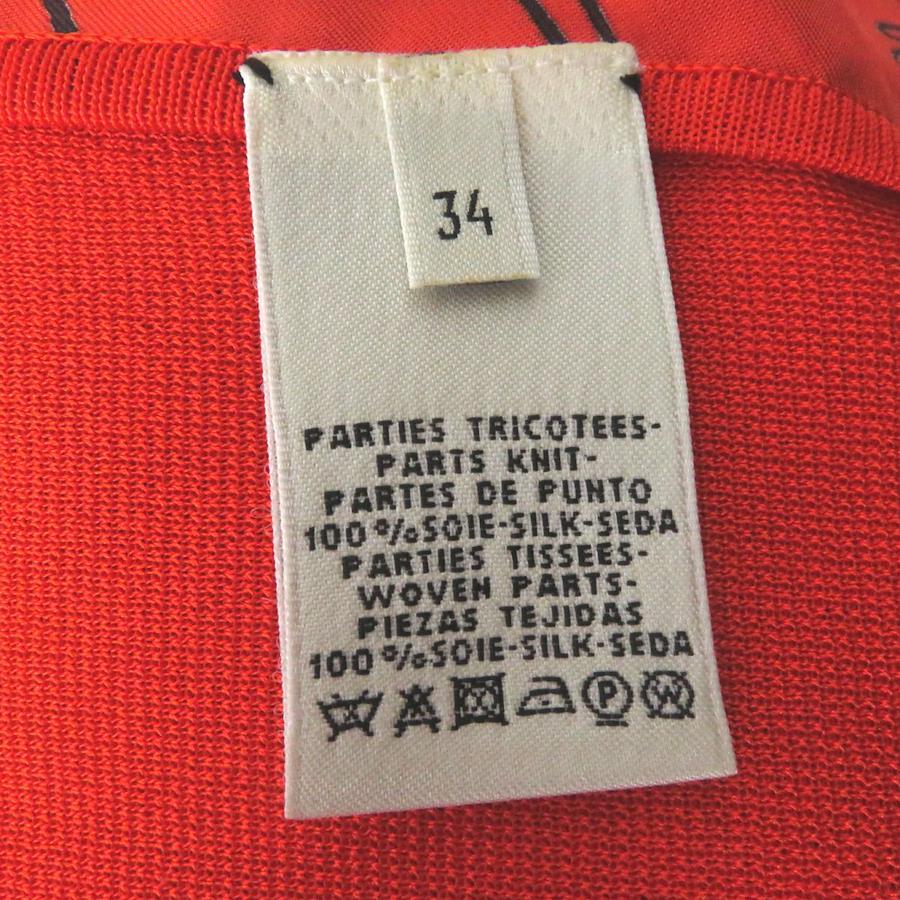 34
PARTIES TRICOTEES-
PARTS KNIT-
PARTES DE PUNTO
100%SOIE-SILK-SEDA
PARTIES TISSEES-
WOVEN PARTS-
PIEZAS TEJIDAS
100%SOIE-SILK-SEDA
P W